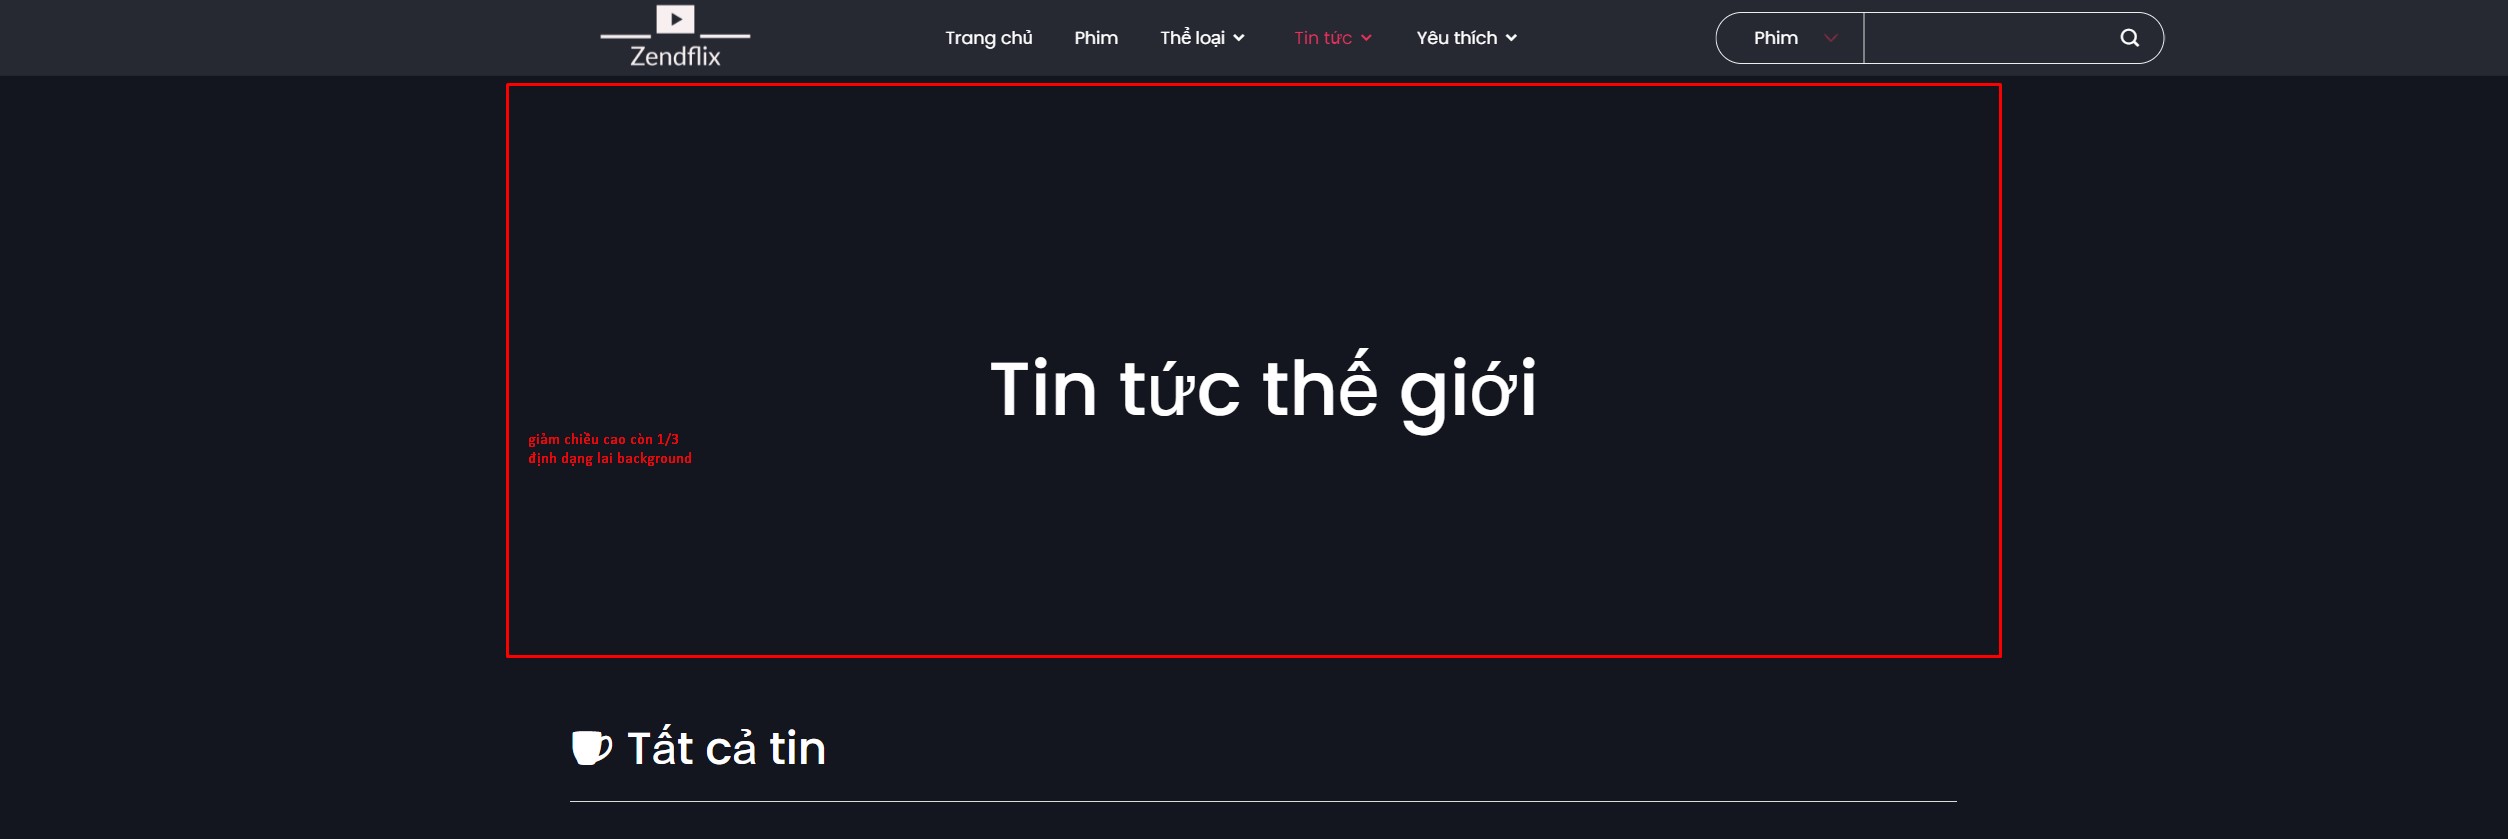 Zendflix
Trang chủ
Phim
Thể loại
Tin tức
Yêu thích
Phim
Tin tức thế giới
giảm chiều cao còn 1/3
định dạng lai background
Tất cả tin